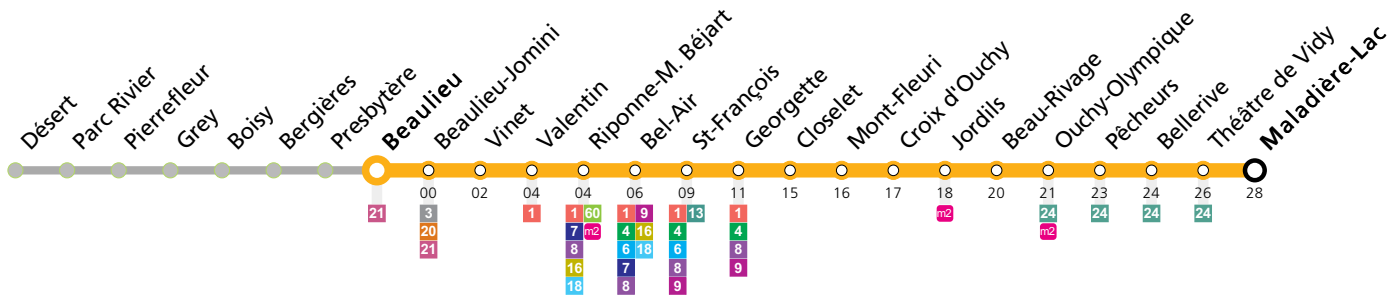 Désert
Parc Rivier
Pierrefleur
Grey
Boisy
Bergières
Presbytère
Beaulieu
Beaulieu-Jomini
Vinet
Valentin
Riponne-M. Béjart
Bel-Air
St-François
Georgette
Closelet
Mont-Fleuri
Croix d'Ouchy
Jordils
Beau-Rivage
Ouchy-Olympique
Pêcheurs
Bellerive
Théâtre de Vidy
Maladière-Lac
00 02 04 04 06 09 11 15 16 17 18 20 21 23 24 26 28
21 3 1 1 60 1 9 1 13 1 m2 24 24 24 24
20 7 m2 4 16 4 4 m2
21 8 6 18 6 8
16 7 8 9
18 8 9